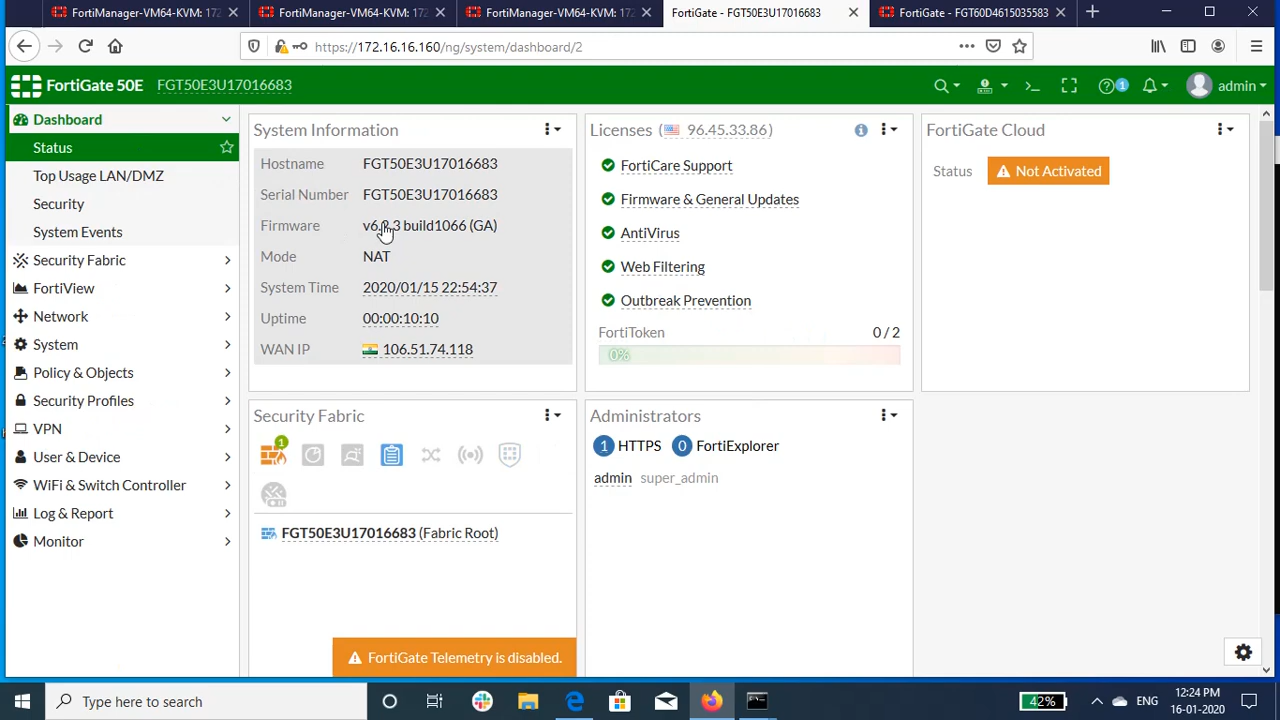 FortiManager-VM64-KVM: 172
FortiManager-VM64-KVM: 172
FortiManager-VM64-KVM: 172
FortiGate - FGT50E3U17016683
FortiGate - FGT60D4615035583
https://172.16.16.160/ng/system/dashboard/2
FortiGate 50E
FGT50E3U17016683
1
admin
Dashboard
Status
Top Usage LAN/DMZ
Security
System Events
Security Fabric
FortiView
Network
System
Policy & Objects
Security Profiles
VPN
User & Device
WiFi & Switch Controller
Log & Report
Monitor
System Information
Hostname FGT50E3U17016683
Serial Number FGT50E3U17016683
Firmware build1066 (GA)
Mode NAT
System Time 2020/01/15 22:54:37
Uptime 00:00:10:10
WAN IP 106.51.74.118
Licenses ( 96.45.33.86)
FortiCare Support
Firmware & General Updates
AntiVirus
Web Filtering
Outbreak Prevention
FortiToken 0 / 2
0%
FortiGate Cloud
Status Not Activated
Security Fabric
1
FGT50E3U17016683 (Fabric Root)
FortiGate Telemetry is disabled.
Administrators
1 HTTPS 0 FortiExplorer
admin super_admin
Type here to search
42%
ENG
12:24 PM
16-01-2020